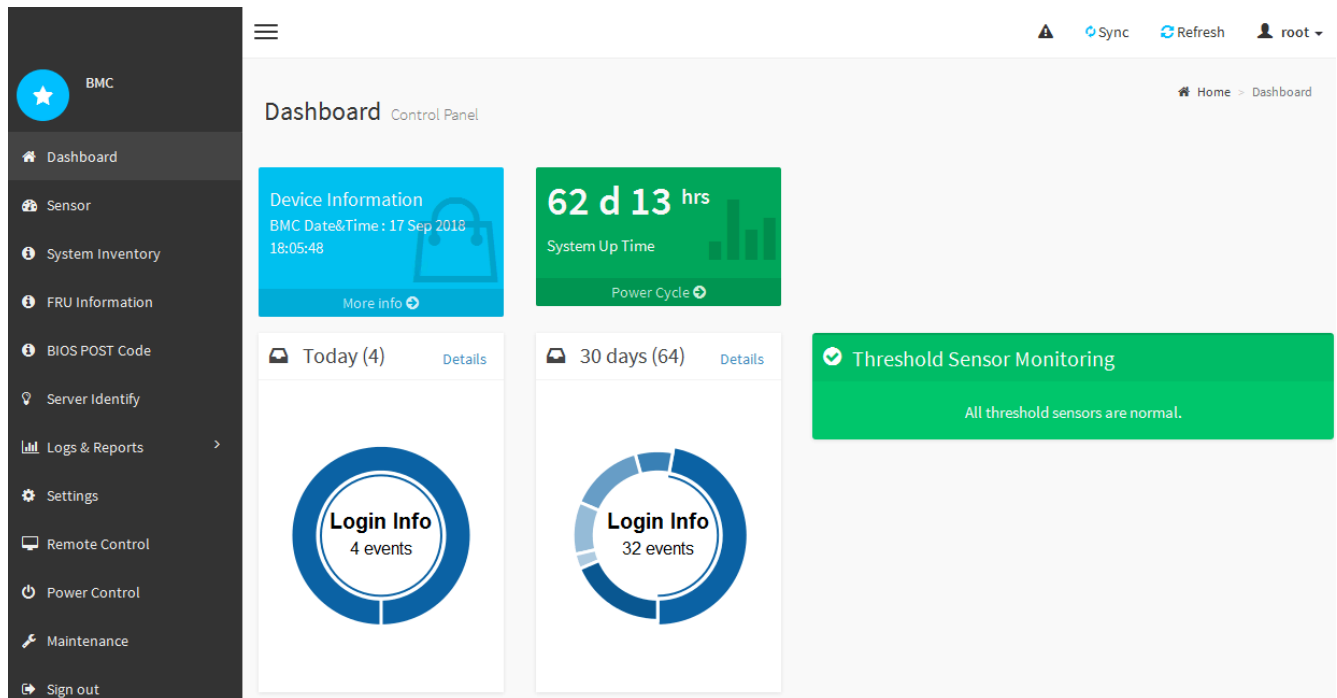 BMC
Dashboard
Sensor
System Inventory
FRU Information
BIOS POST Code
Server Identify
Logs & Reports
Settings
Remote Control
Power Control
Maintenance
Sign out
Sync Refresh root
Dashboard Control Panel
Home > Dashboard
Device Information
BMC Date&Time : 17 Sep 2018
18:05:48
More info
62 d 13 hrs
System Up Time
Power Cycle
Today (4) Details
Login Info
4 events
30 days (64) Details
Login Info
32 events
Threshold Sensor Monitoring
All threshold sensors are normal.